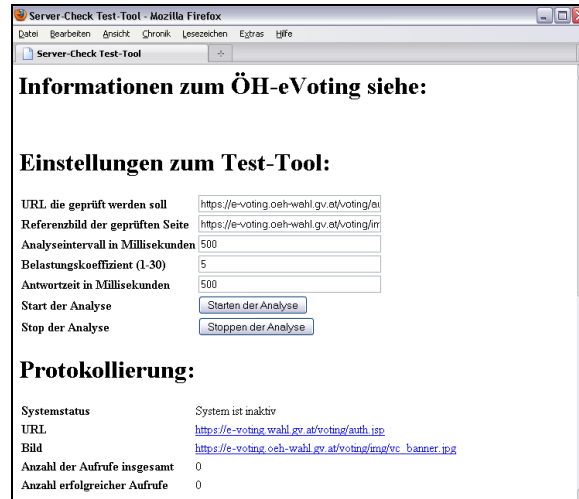 Server-Check Test-Tool - Mozilla Firefox
Datei Bearbeiten Ansicht Chronik Lesezeichen Extras Hilfe
Server-Check Test-Tool
Informationen zum ÖH-eVoting siehe:
Einstellungen zum Test-Tool:
URL die geprüft werden soll https://e-voting.oeh-wahl.gv.at/voting/au
Referenzbild der geprüften Seite https://e-voting.oeh-wahl.gv.at/voting/im
Analyseintervall in Millisekunden 500
Belastungskoeffizient (1-30) 5
Antwortzeit in Millisekunden 500
Start der Analyse Starten der Analyse
Stop der Analyse Stoppen der Analyse
Protokollierung:
Systemstatus System ist inaktiv
URL https://e-voting.wahl.gv.at/voting/auth.jsp
Bild https://e-voting.oeh-wahl.gv.at/voting/img/vc_banner.jpg
Anzahl der Aufrufe insgesamt 0
Anzahl erfolgreicher Aufrufe 0